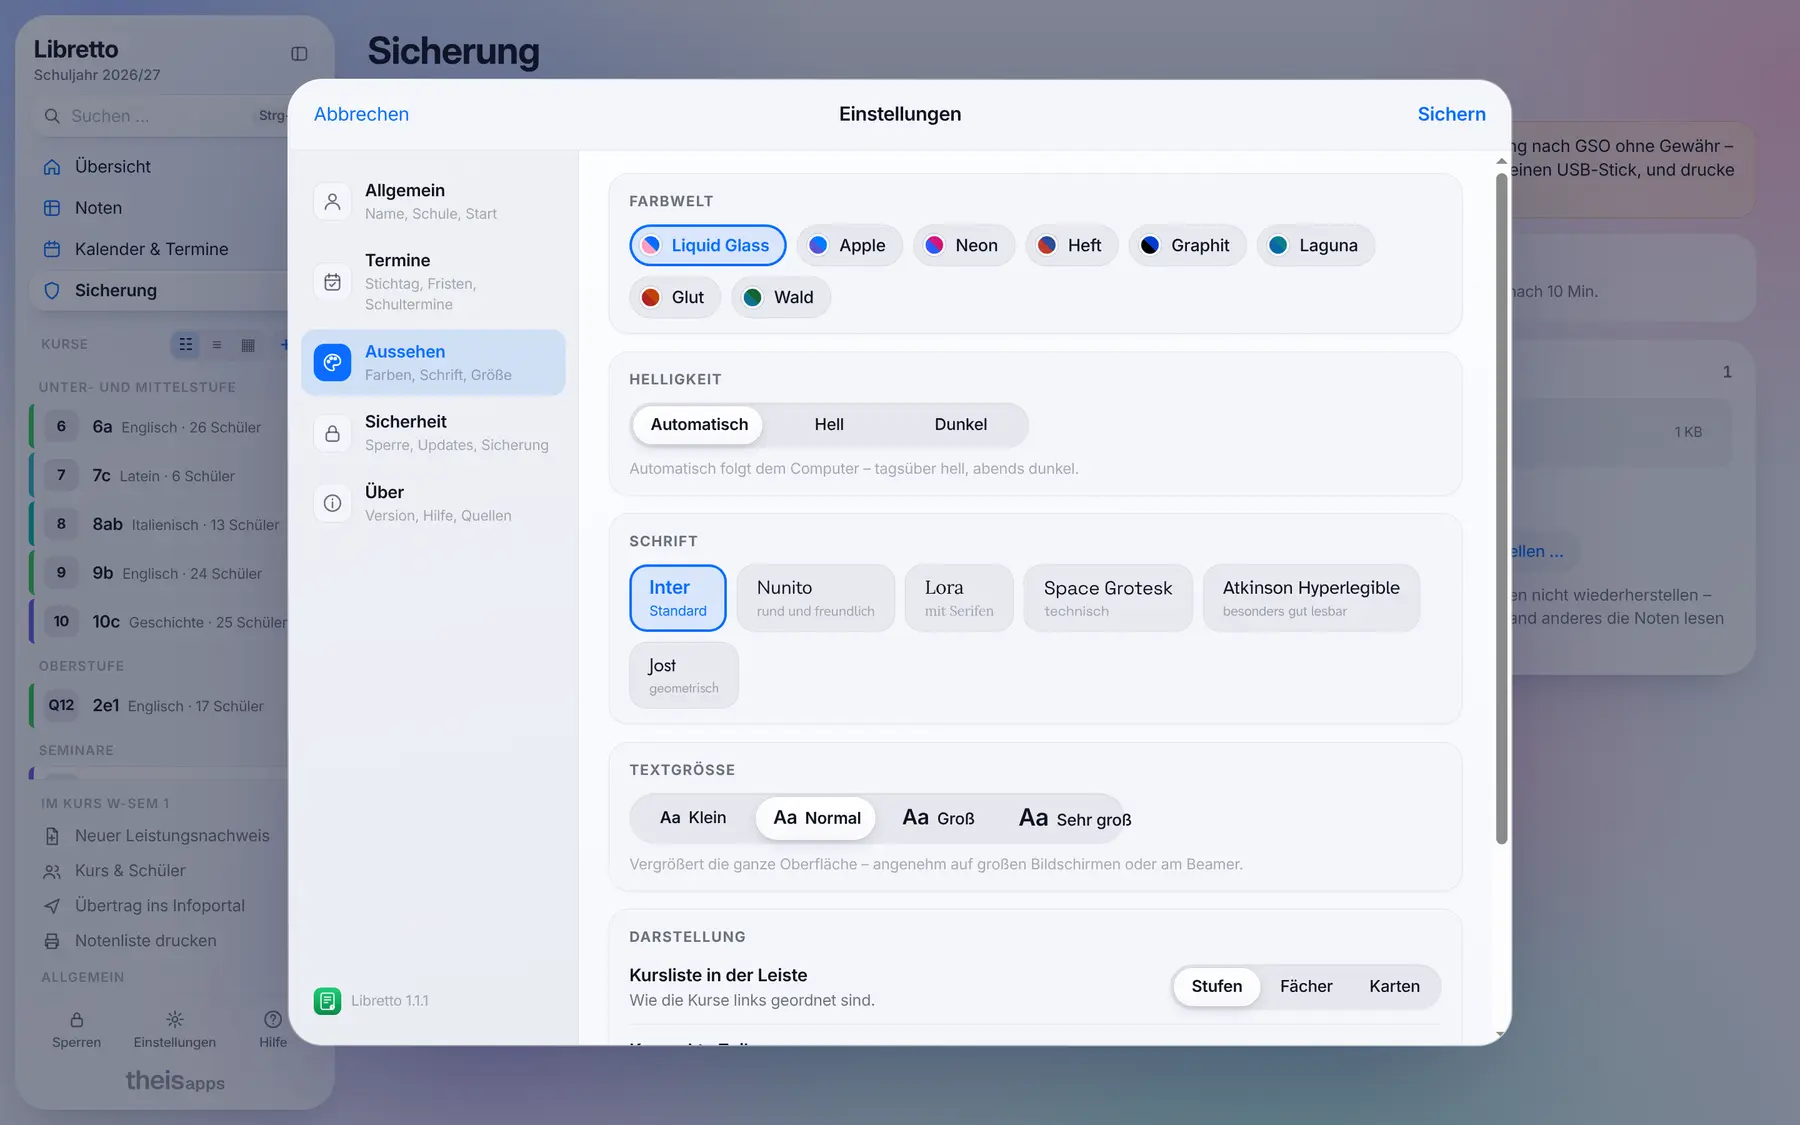 Libretto
Schuljahr 2026/27
Suchen ...
Strg-
Übersicht
Noten
Kalender & Termine
Sicherung
KURSE
UNTER- UND MITTELSTUFE
6 6a Englisch · 26 Schüler
7 7c Latein · 6 Schüler
8 8ab Italienisch · 13 Schüler
9 9b Englisch · 24 Schüler
10 10c Geschichte · 25 Schüler
OBERSTUFE
Q12 2e1 Englisch · 17 Schüler
SEMINARE
IM KURS W-SEM 1
Neuer Leistungsnachweis
Kurs & Schüler
Übertrag ins Infoportal
Notenliste drucken
ALLGEMEIN
Sperren Einstellungen Hilfe
theisapps
Sicherung
Abbrechen
Einstellungen
Sichern
Allgemein
Name, Schule, Start
Termine
Stichtag, Fristen,
Schultermine
Aussehen
Farben, Schrift, Größe
Sicherheit
Sperre, Updates, Sicherung
Über
Version, Hilfe, Quellen
Libretto 1.1.1
FARBWELT
Liquid Glass Apple Neon Heft Graphit Laguna
Glut Wald
HELLIGKEIT
Automatisch Hell Dunkel
Automatisch folgt dem Computer – tagsüber hell, abends dunkel.
SCHRIFT
Inter
Standard
Nunito
rund und freundlich
Lora
mit Serifen
Space Grotesk
technisch
Atkinson Hyperlegible
besonders gut lesbar
Jost
geometrisch
TEXTGRÖSSE
Aa Klein Aa Normal Aa Groß Aa Sehr groß
Vergrößert die ganze Oberfläche – angenehm auf großen Bildschirmen oder am Beamer.
DARSTELLUNG
Kursliste in der Leiste
Wie die Kurse links geordnet sind.
Stufen Fächer Karten
ng nach GSO ohne Gewähr –
einen USB-Stick, und drucke
nach 10 Min.
1
1 KB
ellen ...
en nicht wiederherstellen –
and anderes die Noten lesen